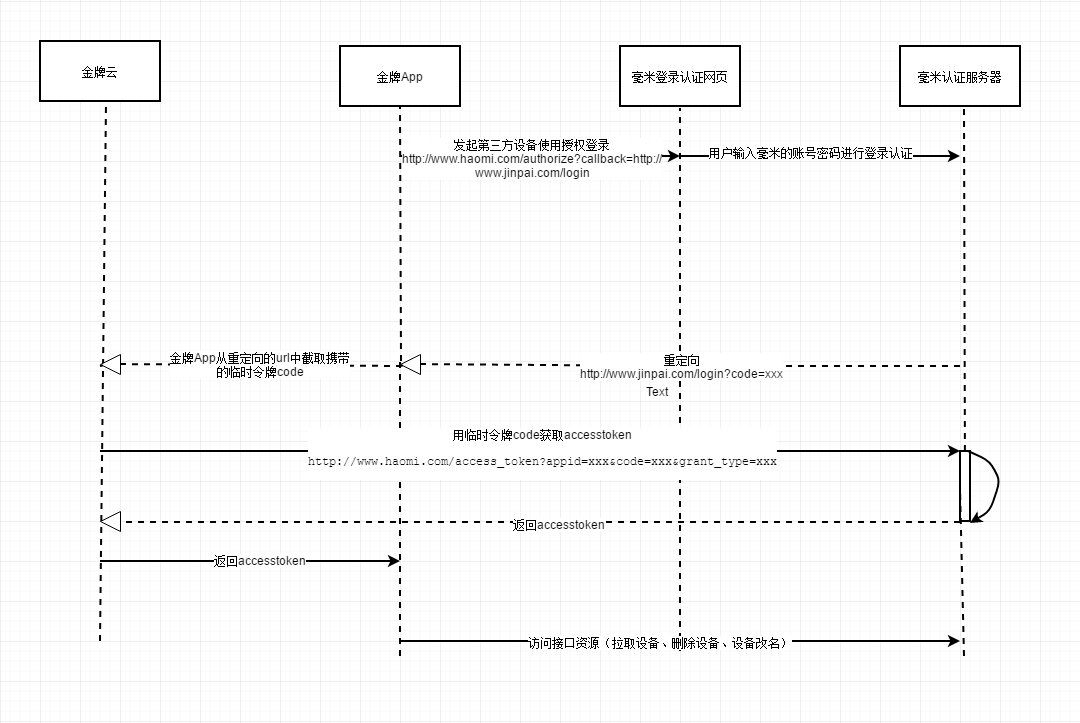 金牌云
金牌App
毫米登录认证网页
毫米认证服务器
发起第三方设备使用授权登录
http://www.haomi.com/authorize?callback=http://
www.jinpai.com/login
用户输入毫米的账号密码进行登录认证
金牌App从重定向的url中截取携带
的临时令牌code
重定向
http://www.jinpai.com/login?code=xxx
Text
用临时令牌code获取accesstoken
http://www.haomi.com/access_token?appid=xxx&code=xxx&grant_type=xxx
返回accesstoken
返回accesstoken
访问接口资源（拉取设备、删除设备、设备改名）